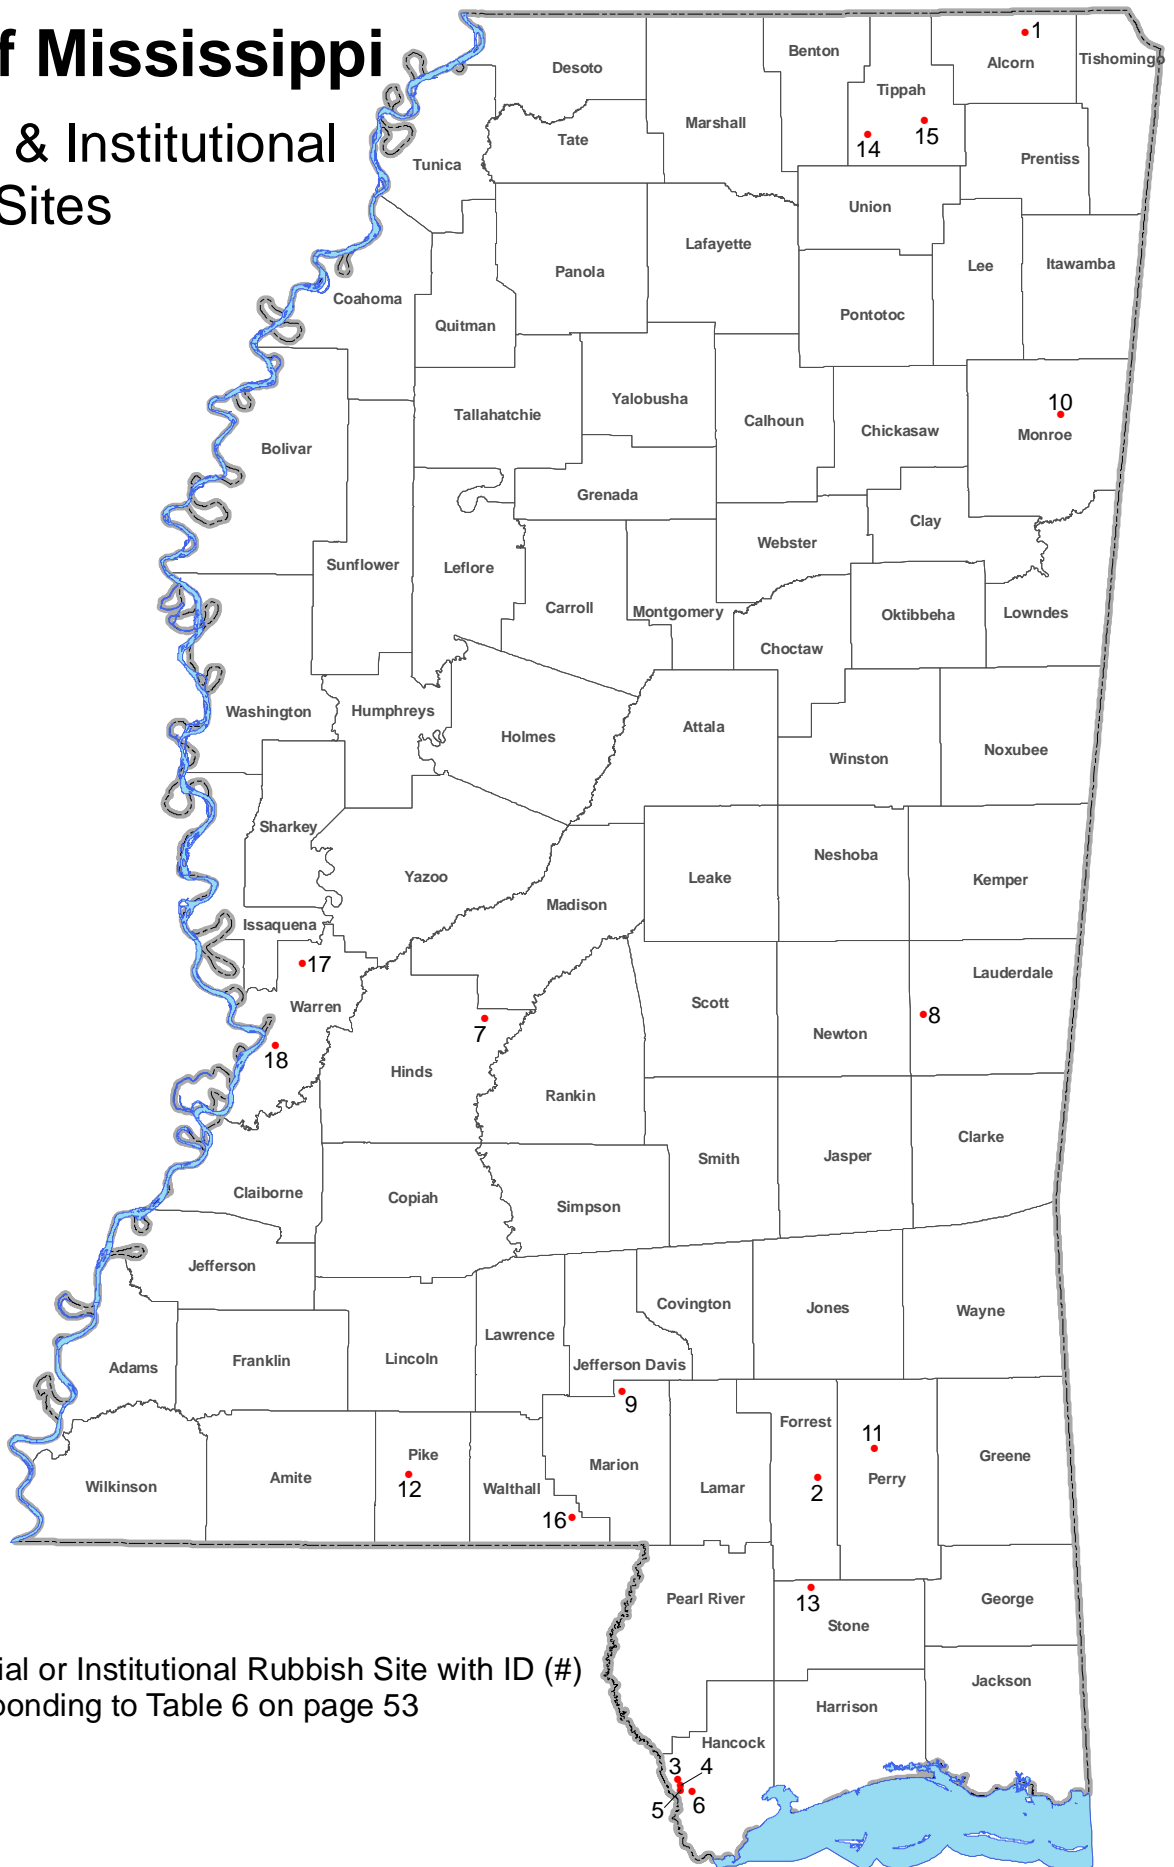 f Mississippi
& Institutional
Sites
1
Benton
Desoto
Alcorn
Tishomingo
Tippah
Marshall
Tate
14
15
Tunica
Prentiss
Union
Lafayette
Panola
Lee
Itawamba
Coahoma
Pontotoc
Quitman
Yalobusha
10
Tallahatchie
Calhoun
Chickasaw
Monroe
Bolivar
Grenada
Clay
Webster
Sunflower
Leflore
Carroll
Montgomery
Oktibbeha
Lowndes
Choctaw
Washington
Humphreys
Attala
Holmes
Winston
Noxubee
Sharkey
Neshoba
Yazoo
Leake
Kemper
Madison
Issaquena
17
Lauderdale
Warren
Scott
8
7
Newton
18
Hinds
Rankin
Clarke
Smith
Jasper
Claiborne
Copiah
Simpson
Jefferson
Covington
Jones
Wayne
Lawrence
Franklin
Lincoln
Jefferson Davis
Adams
9
Forrest
11
Pike
Greene
Marion
Amite
Perry
Wilkinson
12
Walthall
Lamar
2
16
Pearl River
George
13
Stone
ial or Institutional Rubbish Site with ID (#)
ponding to Table 6 on page 53
Jackson
Harrison
Hancock
3
4
5
6